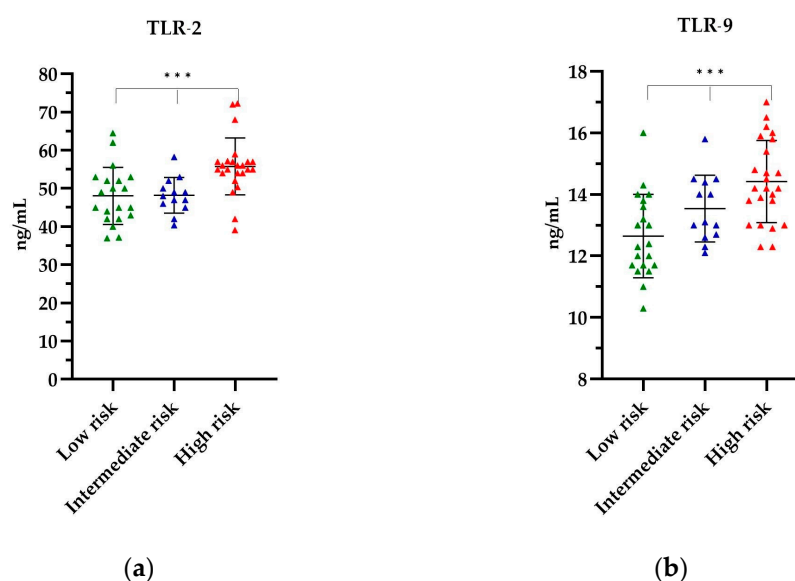 TLR-2
***
80
70
60
50
40
30
20
10
0
ng/mL
Low risk
Intermediate risk
High risk
(a)
TLR-9
***
18
16
14
12
10
8
ng/mL
Low risk
Intermediate risk
High risk
(b)